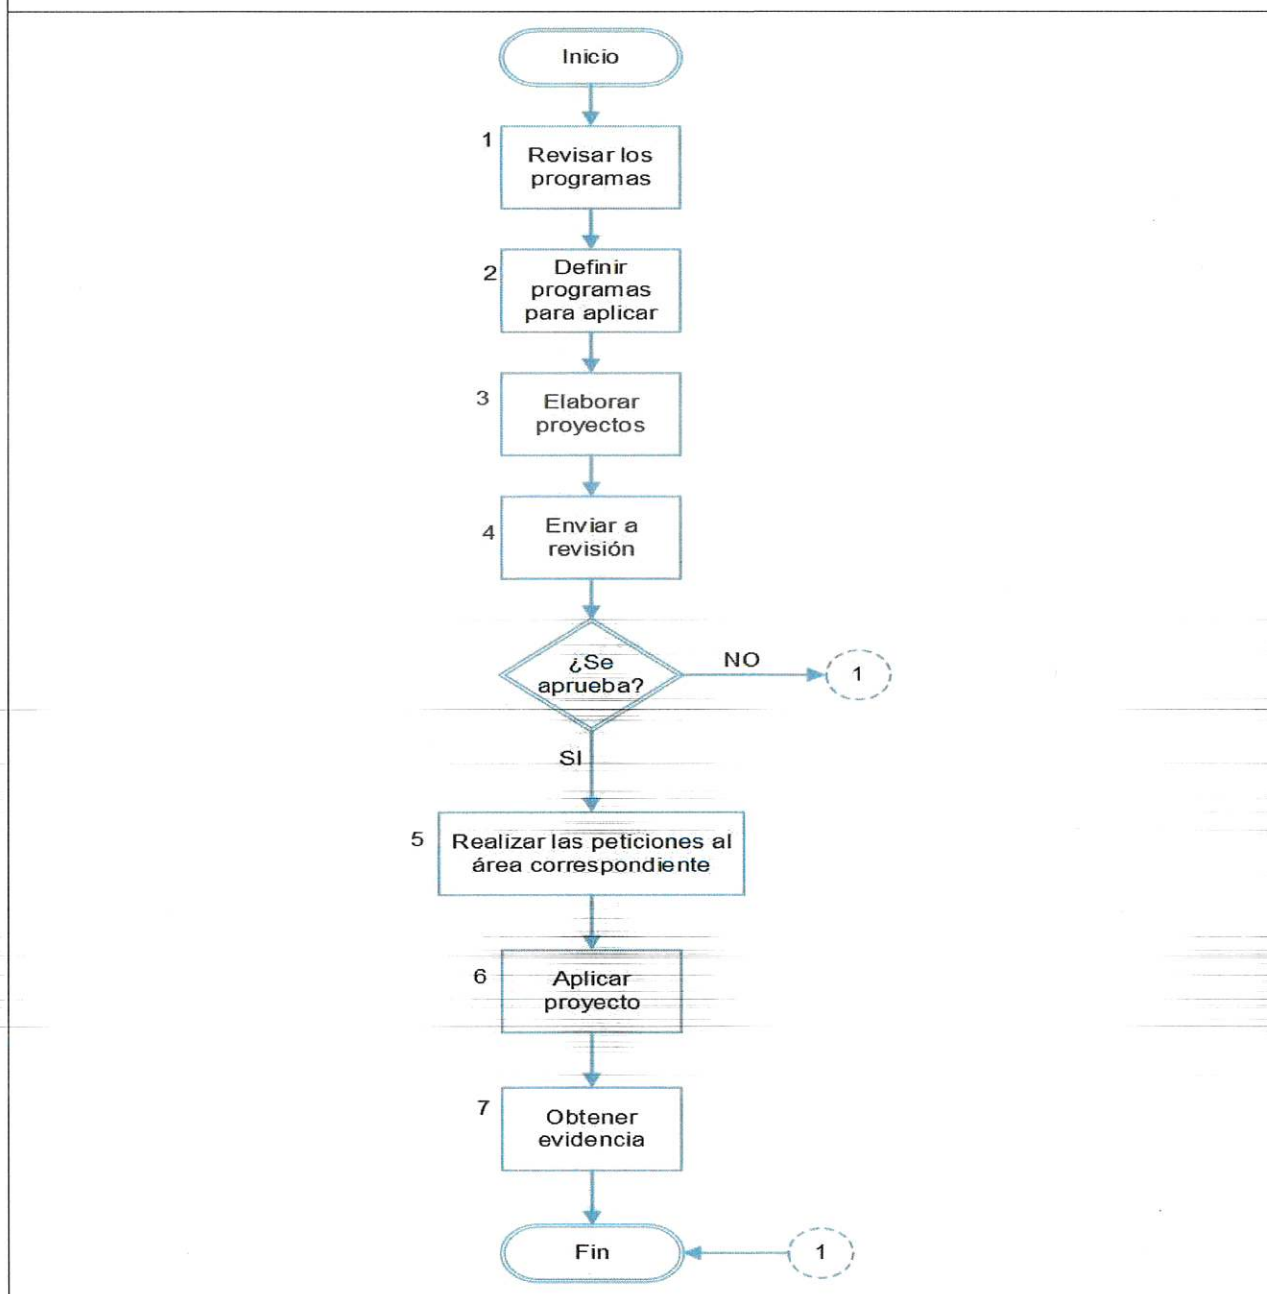 Inicio
1
Revisar los
programas
2
Definir
programas
para aplicar
3
Elaborar
proyectos
4
Enviar a
revisión
¿Se
aprueba?
NO
1
SI
5
Realizar las peticiones al
área correspondiente
6
Aplicar
proyecto
7
Obtener
evidencia
Fin
1